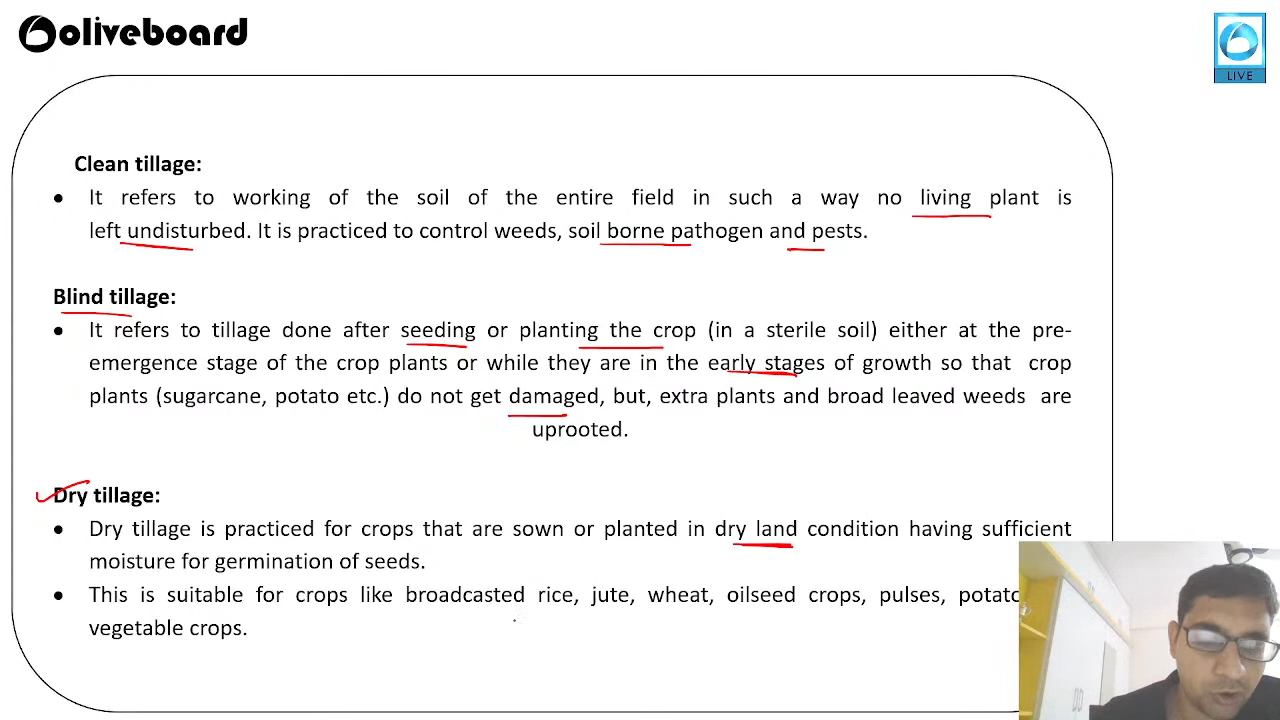 oliveboard
LIVE
Clean tillage:
• It refers to working of the soil of the entire field in such a way no living plant is
left undisturbed. It is practiced to control weeds, soil borne pathogen and pests.
Blind tillage:
• It refers to tillage done after seeding or planting the crop (in a sterile soil) either at the pre-
emergence stage of the crop plants or while they are in the early stages of growth so that crop
plants (sugarcane, potato etc.) do not get damaged, but, extra plants and broad leaved weeds are
uprooted.
Dry tillage:
• Dry tillage is practiced for crops that are sown or planted in dry land condition having sufficient
moisture for germination of seeds.
• This is suitable for crops like broadcasted rice, jute, wheat, oilseed crops, pulses,
vegetable crops.